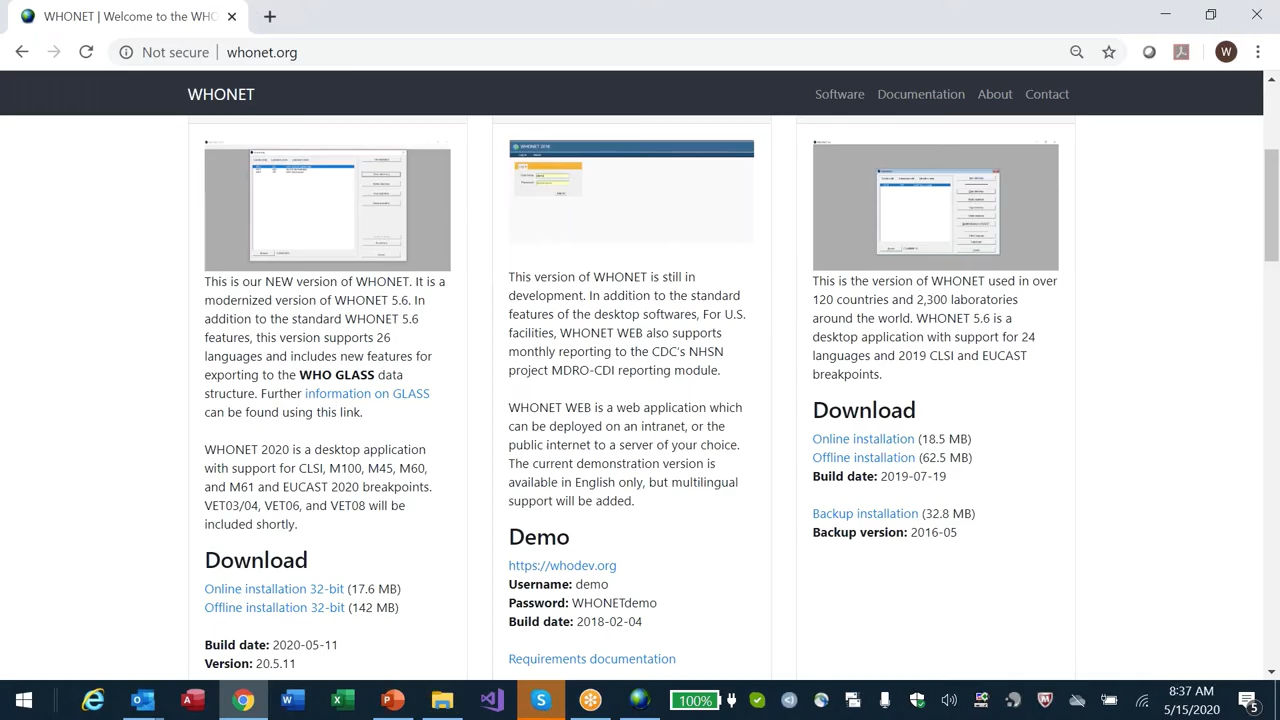 WHONET | Welcome to the WHO
Not secure | whonet.org
W
WHONET
Software Documentation About Contact
This is our NEW version of WHONET. It is a
modernized version of WHONET 5.6. In
addition to the standard WHONET 5.6
features, this version supports 26
languages and includes new features for
exporting to the WHO GLASS data
structure. Further information on GLASS
can be found using this link.
WHONET 2020 is a desktop application
with support for CLSI, M100, M45, M60,
and M61 and EUCAST 2020 breakpoints.
VET03/04, VET06, and VET08 will be
included shortly.
Download
Online installation 32-bit (17.6 MB)
Offline installation 32-bit (142 MB)
Build date: 2020-05-11
Version: 20.5.11
WHONET 2018
This version of WHONET is still in
development. In addition to the standard
features of the desktop softwares, For U.S.
facilities, WHONET WEB also supports
monthly reporting to the CDC's NHSN
project MDRO-CDI reporting module.
WHONET WEB is a web application which
can be deployed on an intranet, or the
public internet to a server of your choice.
The current demonstration version is
available in English only, but multilingual
support will be added.
Demo
https://whodev.org
Username: demo
Password: WHONETdemo
Build date: 2018-02-04
Requirements documentation
This is the version of WHONET used in over
120 countries and 2,300 laboratories
around the world. WHONET 5.6 is a
desktop application with support for 24
languages and 2019 CLSI and EUCAST
breakpoints.
Download
Online installation (18.5 MB)
Offline installation (62.5 MB)
Build date: 2019-07-19
Backup installation (32.8 MB)
Backup version: 2016-05
100%
8:37 AM
5/15/2020
5